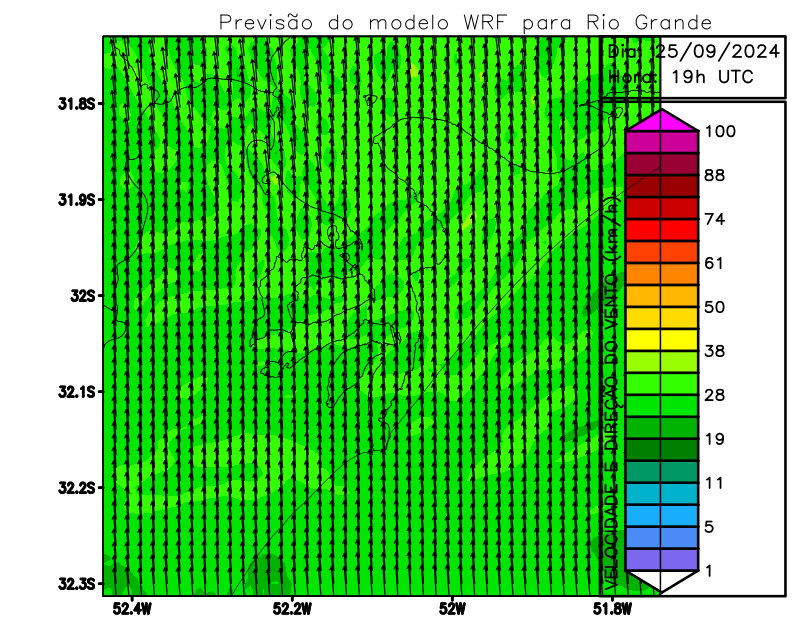 Previsão do modelo WRF para Rio Grande
Dia: 25/09/2024
Hora: 19h UTC
VELOCIDADE E DIREÇÃO DO VENTO (km/h)
100
88
74
61
50
38
28
19
11
5
1
31.8S
31.9S
32S
32.1S
32.2S
32.3S
52.4W 52.2W 52W 51.8W